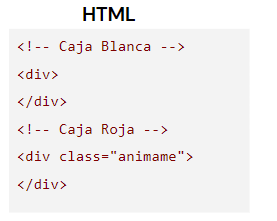 HTML
<!-- Caja Blanca -->
<div>
</div>
<!-- Caja Roja -->
<div class="animame">
</div>